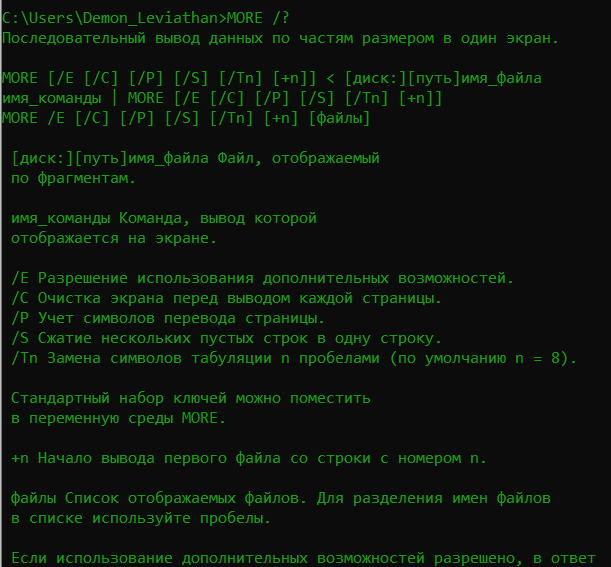 C:\Users\Demon_Leviathan>MORE /?
Последовательный вывод данных по частям размером в один экран.
MORE [/E [/C] [/P] [/S] [/Tn] [+n]] < [диск:][путь]имя_файла
имя_команды | MORE [/E [/C] [/P] [/S] [/Tn] [+n]]
MORE /E [/C] [/P] [/S] [/Tn] [+n] [файлы]
[диск:][путь]имя_файла Файл, отображаемый
по фрагментам.
имя_команды Команда, вывод которой
отображается на экране.
/E Разрешение использования дополнительных возможностей.
/C Очистка экрана перед выводом каждой страницы.
/P Учет символов перевода страницы.
/S Сжатие нескольких пустых строк в одну строку.
/Tn Замена символов табуляции n пробелами (по умолчанию n = 8).
Стандартный набор ключей можно поместить
в переменную среды MORE.
+n Начало вывода первого файла со строки с номером n.
файлы Список отображаемых файлов. Для разделения имен файлов
в списке используйте пробелы.
Если использование дополнительных возможностей разрешено, в ответ